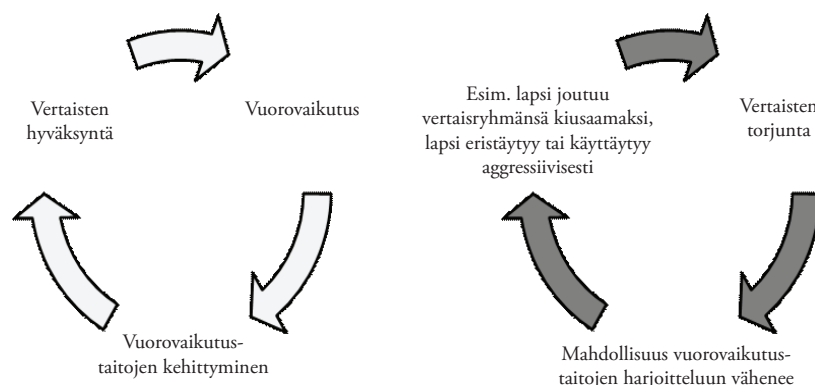 Vertaisten
hyväksyntä
Vuorovaikutus
Vuorovaikutus-
taitojen kehittyminen
Esim. lapsi joutuu
vertaisryhmänsä kiusaamaksi,
lapsi eristäytyy tai käyttäytyy
aggressiivisesti
Vertaisten
torjunta
Mahdollisuus vuorovaikutus-
taitojen harjoitteluun vähenee